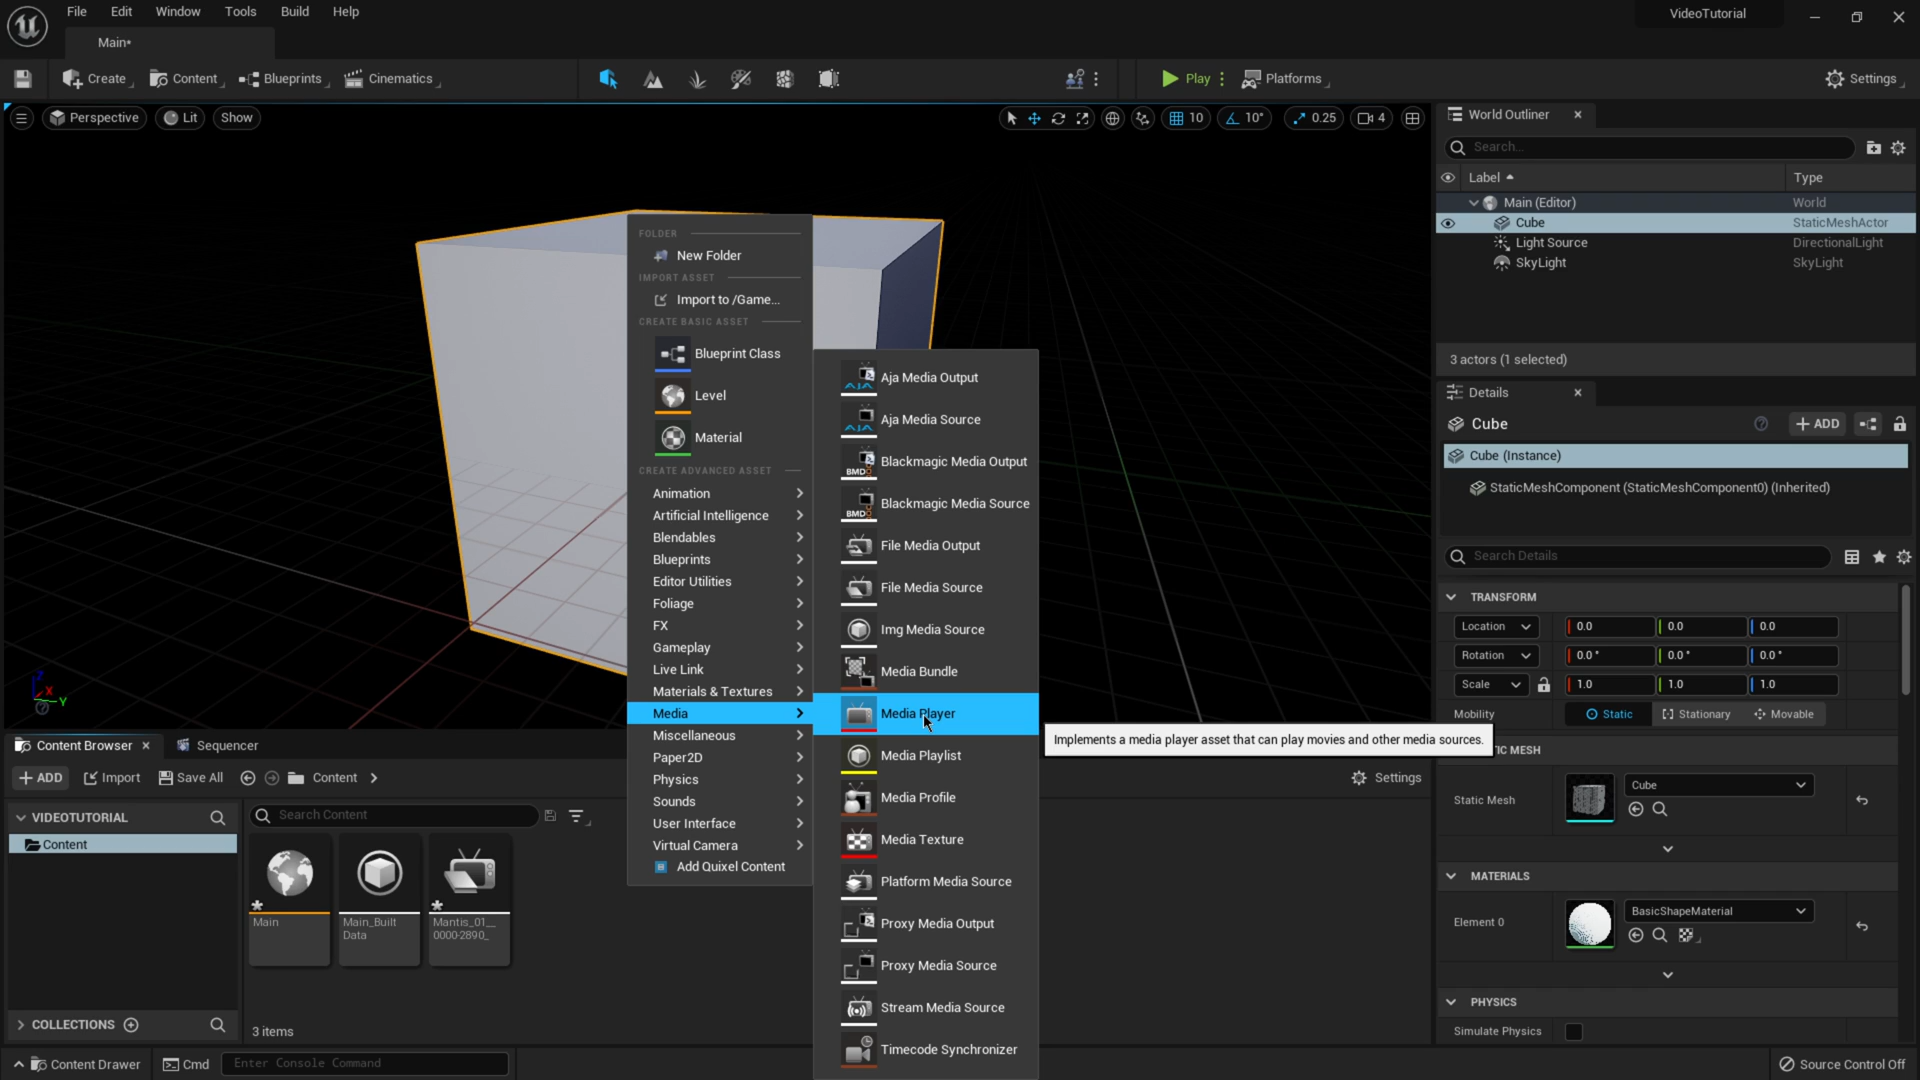 File Edit Window Tools Build Help
VideoTutorial
Main*
Create Content Blueprints Cinematics
Play Platforms
Settings
Perspective Lit Show
10 10° 0.25 4
World Outliner
Search...
Label Type
Main (Editor) World
Cube StaticMeshActor
Light Source DirectionalLight
SkyLight SkyLight
3 actors (1 selected)
Details
Cube
+ ADD
Cube (Instance)
StaticMeshComponent (StaticMeshComponent0) (Inherited)
Search Details
TRANSFORM
Location 0.0 0.0 0.0
Rotation 0.0° 0.0° 0.0°
Scale 1.0 1.0 1.0
Mobility Static Stationary Movable
TIC MESH
Static Mesh Cube
MATERIALS
Element 0 BasicShapeMaterial
PHYSICS
Simulate Physics
FOLDER
New Folder
IMPORT ASSET
Import to /Game...
CREATE BASIC ASSET
Blueprint Class
Level
Material
CREATE ADVANCED ASSET
Animation
Artificial Intelligence
Blendables
Blueprints
Editor Utilities
Foliage
FX
Gameplay
Live Link
Materials & Textures
Media
Miscellaneous
Paper2D
Physics
Sounds
User Interface
Virtual Camera
Add Quixel Content
AJA Aja Media Output
AJA Aja Media Source
BMD Blackmagic Media Output
BMD Blackmagic Media Source
File Media Output
File Media Source
Img Media Source
Media Bundle
Media Player
Media Playlist
Media Profile
Media Texture
Platform Media Source
Proxy Media Output
Proxy Media Source
Stream Media Source
Timecode Synchronizer
Implements a media player asset that can play movies and other media sources.
X Y Z
Content Browser Sequencer
+ ADD Import Save All Content
Settings
VIDEOTUTORIAL
Search Content
Content
Main
Main_Built
Data
Mantis_01__
0000-2890_
COLLECTIONS
3 items
Content Drawer Cmd Enter Console Command
Source Control Off